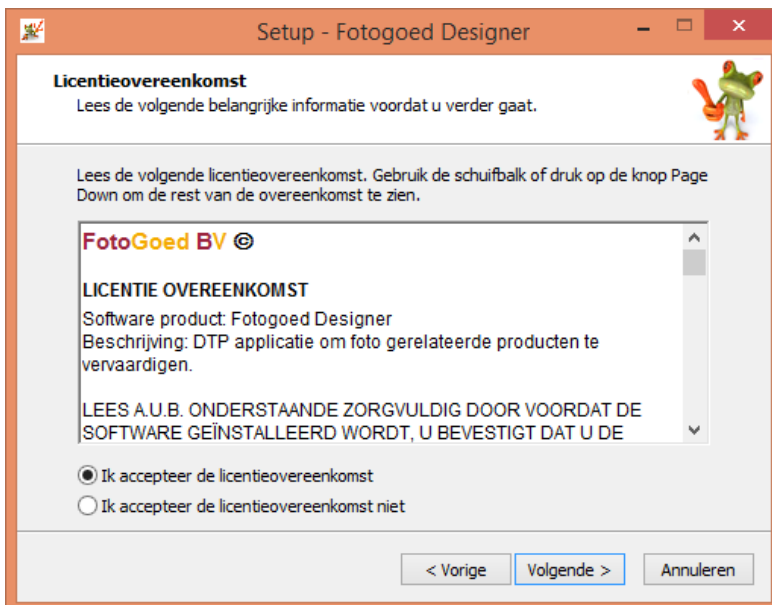 Setup - Fotogoed Designer
Licentieovereenkomst
Lees de volgende belangrijke informatie voordat u verder gaat.
Lees de volgende licentieovereenkomst. Gebruik de schuifbalk of druk op de knop Page
Down om de rest van de overeenkomst te zien.
FotoGoed BV ©
LICENTIE OVEREENKOMST
Software product: Fotogoed Designer
Beschrijving: DTP applicatie om foto gerelateerde producten te
vervaardigen.
LEES A.U.B. ONDERSTAANDE ZORGVULDIG DOOR VOORDAT DE
SOFTWARE GEÏNSTALLEERD WORDT, U BEVESTIGT DAT U DE
Ik accepteer de licentieovereenkomst
Ik accepteer de licentieovereenkomst niet
< Vorige
Volgende >
Annuleren